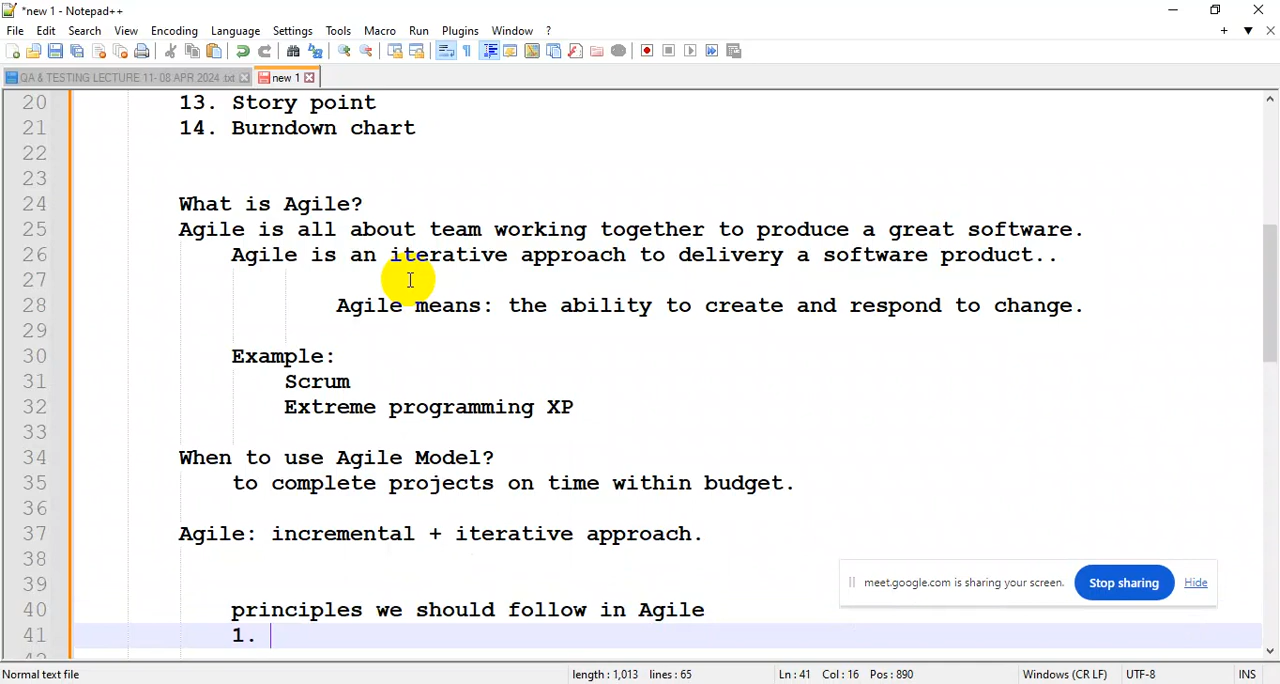 *new 1 - Notepad++
File Edit Search View Encoding Language Settings Tools Macro Run Plugins Window ?
QA & TESTING LECTURE 11- 08 APR 2024 .txt new 1
20 13. Story point
21 14. Burndown chart
22
23
24 What is Agile?
25 Agile is all about team working together to produce a great software.
26 Agile is an iterative approach to delivery a software product..
27
28 Agile means: the ability to create and respond to change.
29
30 Example:
31 Scrum
32 Extreme programming XP
33
34 When to use Agile Model?
35 to complete projects on time within budget.
36
37 Agile: incremental + iterative approach.
38
39
meet.google.com is sharing your screen. Stop sharing Hide
40 principles we should follow in Agile
41 1.
Normal text file length : 1,013 lines : 65 Ln : 41 Col : 16 Pos : 890 Windows (CR LF) UTF-8 INS